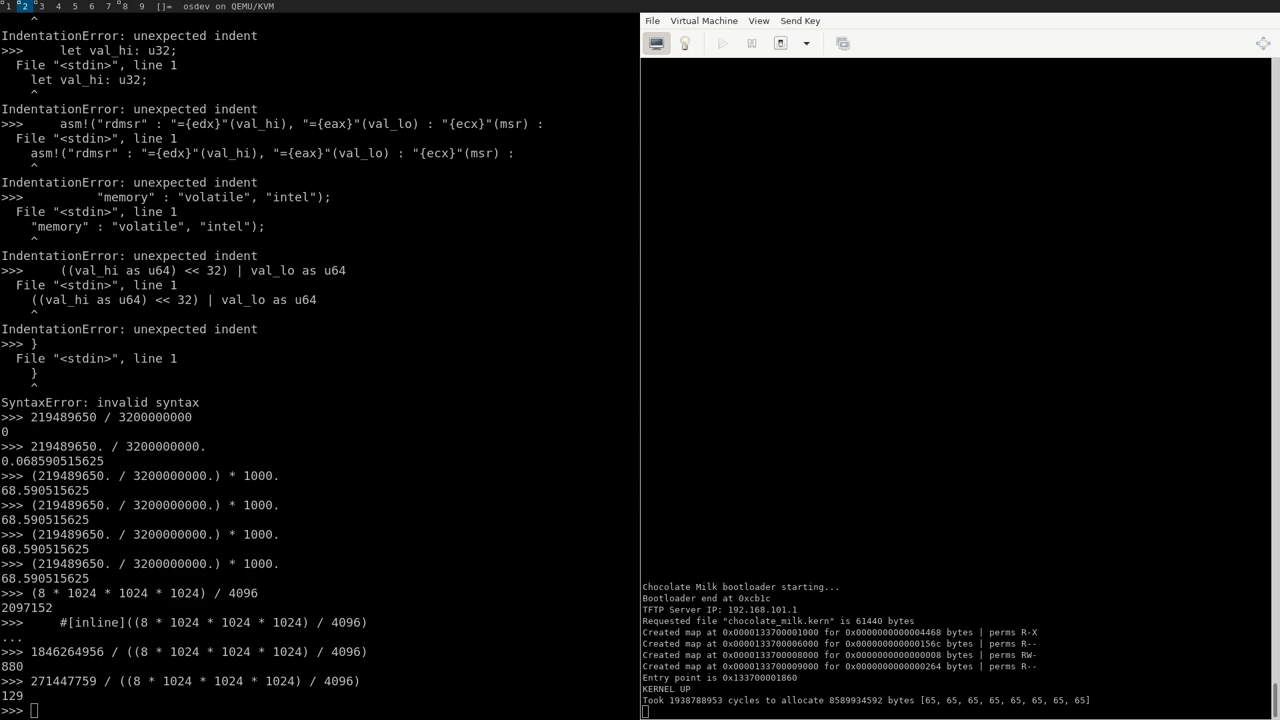 1 2 3 4 5 6 7 8 9 []= osdev on QEMU/KVM
    ^
IndentationError: unexpected indent
>>>     let val_hi: u32;
  File "<stdin>", line 1
    let val_hi: u32;
    ^
IndentationError: unexpected indent
>>>     asm!("rdmsr" : "={edx}"(val_hi), "={eax}"(val_lo) : "{ecx}"(msr) :
  File "<stdin>", line 1
    asm!("rdmsr" : "={edx}"(val_hi), "={eax}"(val_lo) : "{ecx}"(msr) :
    ^
IndentationError: unexpected indent
>>>          "memory" : "volatile", "intel");
  File "<stdin>", line 1
    "memory" : "volatile", "intel");
    ^
IndentationError: unexpected indent
>>>     ((val_hi as u64) << 32) | val_lo as u64
  File "<stdin>", line 1
    ((val_hi as u64) << 32) | val_lo as u64
    ^
IndentationError: unexpected indent
>>> }
  File "<stdin>", line 1
    }
    ^
SyntaxError: invalid syntax
>>> 219489650 / 3200000000
0
>>> 219489650. / 3200000000.
0.068590515625
>>> (219489650. / 3200000000.) * 1000.
68.590515625
>>> (219489650. / 3200000000.) * 1000.
68.590515625
>>> (219489650. / 3200000000.) * 1000.
68.590515625
>>> (219489650. / 3200000000.) * 1000.
68.590515625
>>> (8 * 1024 * 1024 * 1024) / 4096
2097152
>>>     #[inline]((8 * 1024 * 1024 * 1024) / 4096)
...
>>> 1846264956 / ((8 * 1024 * 1024 * 1024) / 4096)
880
>>> 271447759 / ((8 * 1024 * 1024 * 1024) / 4096)
129
>>>
File Virtual Machine View Send Key
Chocolate Milk bootloader starting...
Bootloader end at 0xcb1c
TFTP Server IP: 192.168.101.1
Requested file "chocolate_milk.kern" is 61440 bytes
Created map at 0x0000133700001000 for 0x0000000000004468 bytes | perms R-X
Created map at 0x0000133700006000 for 0x000000000000156c bytes | perms R--
Created map at 0x0000133700008000 for 0x0000000000000008 bytes | perms RW-
Created map at 0x0000133700009000 for 0x0000000000000264 bytes | perms R--
Entry point is 0x133700001860
KERNEL UP
Took 1938788953 cycles to allocate 8589934592 bytes [65, 65, 65, 65, 65, 65, 65, 65]